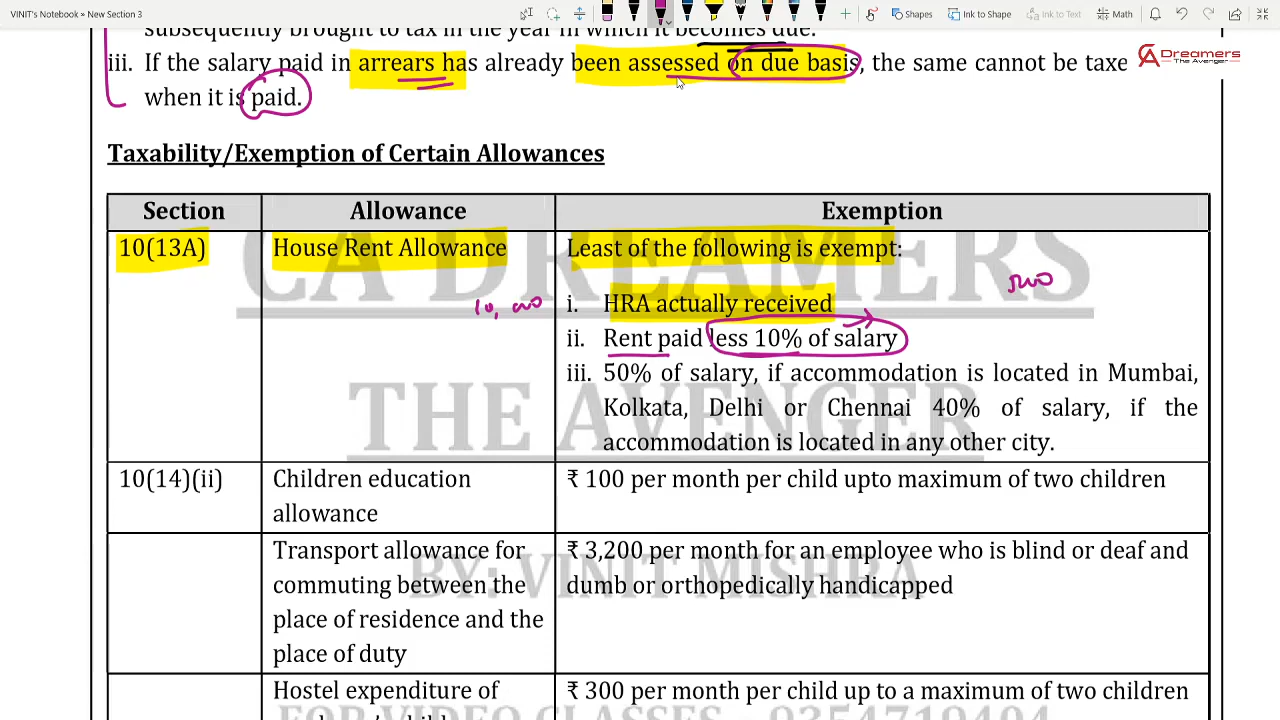 VINIT's Notebook » New Section 3
Shapes
Ink to Shape
Ink to Text
Math
subsequently brought to tax in the year in which it becomes due.
iii. If the salary paid in arrears has already been assessed on due basis, the same cannot be taxe
when it is paid.
CA Dreamers
The Avenger
Taxability/Exemption of Certain Allowances
Section Allowance Exemption
10(13A) House Rent Allowance Least of the following is exempt:
i. HRA actually received
ii. Rent paid less 10% of salary
iii. 50% of salary, if accommodation is located in Mumbai,
Kolkata, Delhi or Chennai 40% of salary, if the
accommodation is located in any other city.
10,000
10(14)(ii) Children education
allowance
₹ 100 per month per child upto maximum of two children
Transport allowance for
commuting between the
place of residence and the
place of duty
₹ 3,200 per month for an employee who is blind or deaf and
dumb or orthopedically handicapped
Hostel expenditure of
₹ 300 per month per child up to a maximum of two children
CA DREAMERS
THE AVENGER
BY: VINIT MISHRA
FOR VIDEO CLASSES - 9354719404